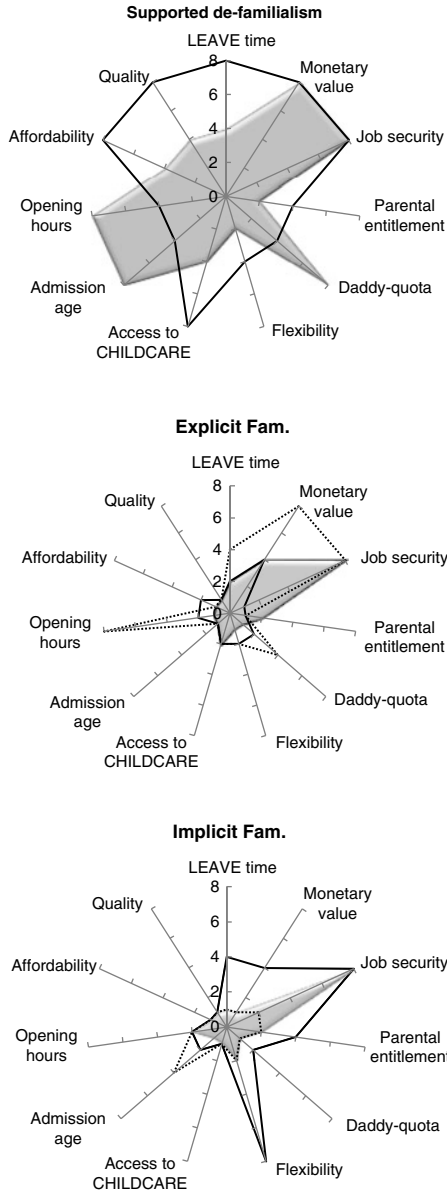 Supported de-familialism
LEAVE time
Quality
Monetary
value
Affordability
Job security
Opening
hours
Parental
entitlement
Admission
age
Daddy-quota
Access to
CHILDCARE
Flexibility
8
6
4
2
0
Explicit Fam.
LEAVE time
Quality
Monetary
value
Affordability
Job security
Opening
hours
Parental
entitlement
Admission
age
Daddy-quota
Access to
CHILDCARE
Flexibility
8
6
4
2
0
Implicit Fam.
LEAVE time
Quality
Monetary
value
Affordability
Job security
Opening
hours
Parental
entitlement
Admission
age
Daddy-quota
Access to
CHILDCARE
Flexibility
8
6
4
2
0